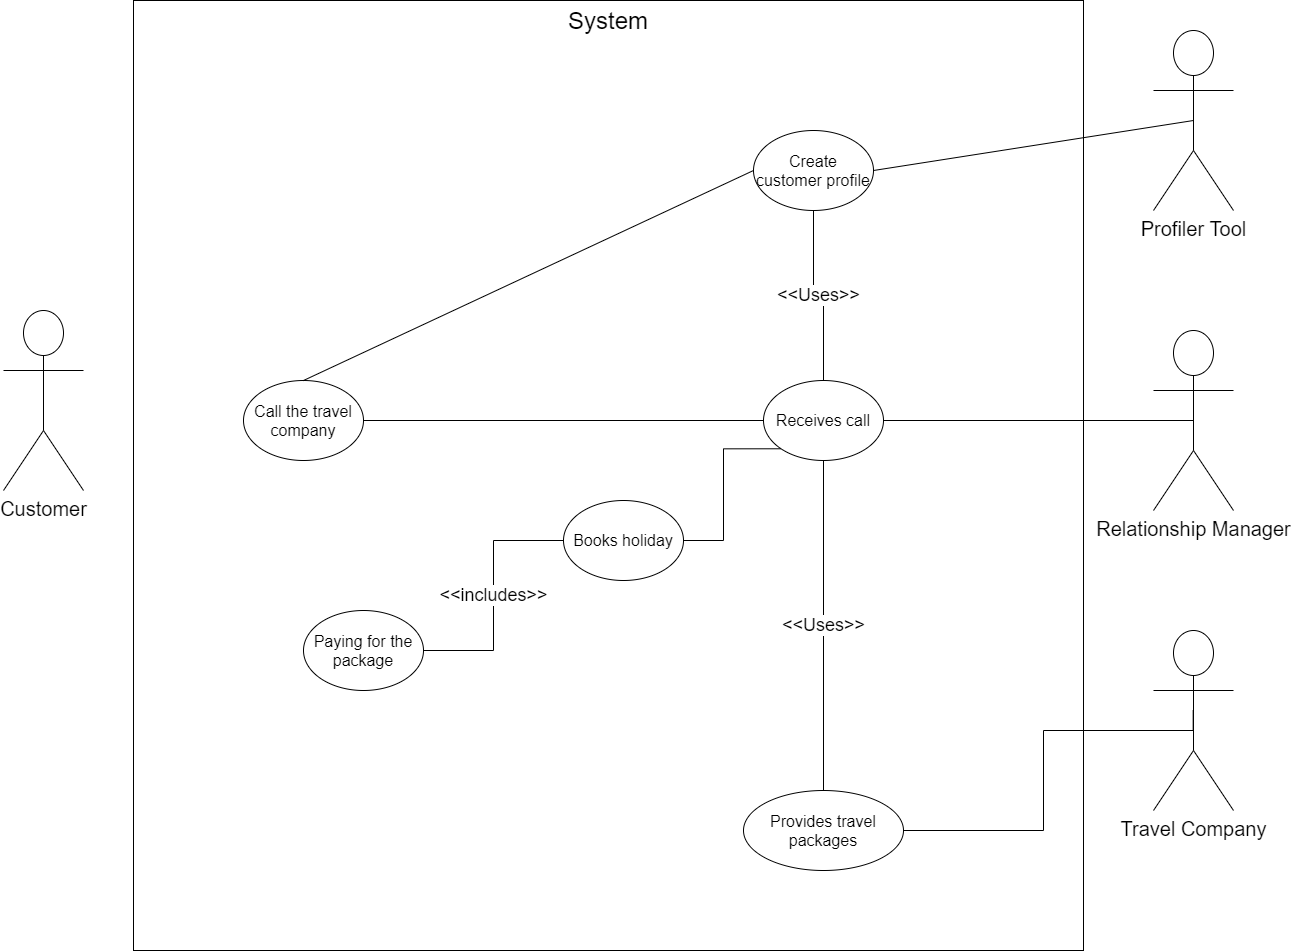 System
Create
customer profile
Profiler Tool
<<Uses>>
Call the travel
company
Receives call
Customer
Relationship Manager
Books holiday
<<includes>>
<<Uses>>
Paying for the
package
Provides travel
packages
Travel Company